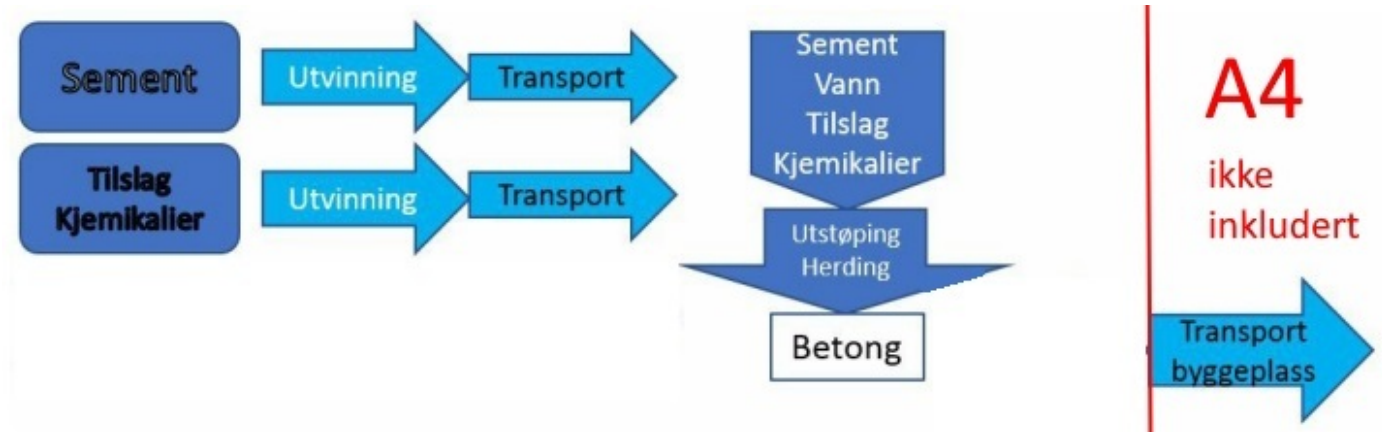 Sement
Utvinning
Transport
Tilslag
Kjemikalier
Utvinning
Transport
Sement
Vann
Tilslag
Kjemikalier
Utstøping
Herding
Betong
A4
ikke
inkludert
Transport
byggeplass